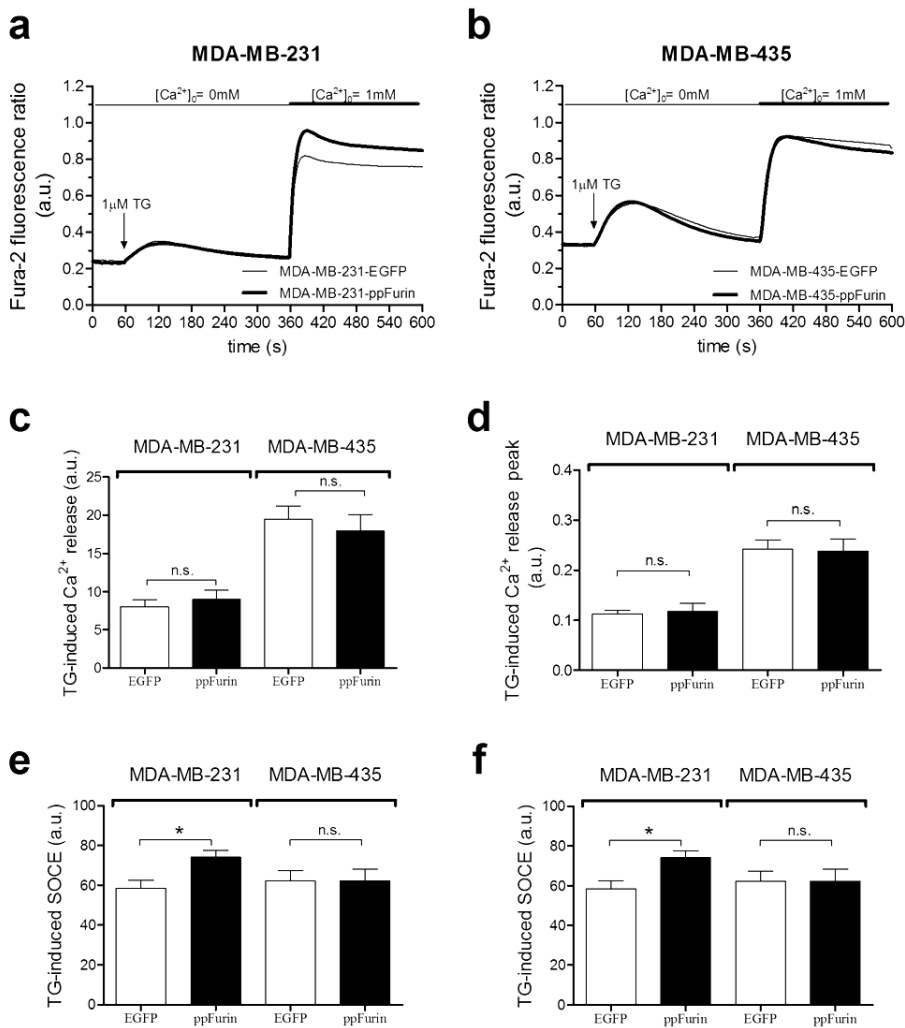 a
MDA-MB-231
[Ca²⁺]₀= 0mM [Ca²⁺]₀= 1mM
Fura-2 fluorescence ratio
(a.u.)
1.2
1.0
0.8
0.6
0.4
0.2
0.0
1μM TG
MDA-MB-231-EGFP
MDA-MB-231-ppFurin
0 60 120 180 240 300 360 420 480 540 600
time (s)
b
MDA-MB-435
[Ca²⁺]₀= 0mM [Ca²⁺]₀= 1mM
Fura-2 fluorescence ratio
(a.u.)
1.2
1.0
0.8
0.6
0.4
0.2
0.0
1μM TG
MDA-MB-435-EGFP
MDA-MB-435-ppFurin
0 60 120 180 240 300 360 420 480 540 600
time (s)
c
MDA-MB-231 MDA-MB-435
TG-induced Ca²⁺ release (a.u.)
25
20
15
10
5
0
n.s.
n.s.
EGFP ppFurin EGFP ppFurin
d
MDA-MB-231 MDA-MB-435
TG-induced Ca²⁺ release peak
(a.u.)
0.4
0.3
0.2
0.1
0.0
n.s.
n.s.
EGFP ppFurin EGFP ppFurin
e
MDA-MB-231 MDA-MB-435
TG-induced SOCE (a.u.)
100
80
60
40
20
0
* n.s.
EGFP ppFurin EGFP ppFurin
f
MDA-MB-231 MDA-MB-435
TG-induced SOCE (a.u.)
100
80
60
40
20
0
* n.s.
EGFP ppFurin EGFP ppFurin